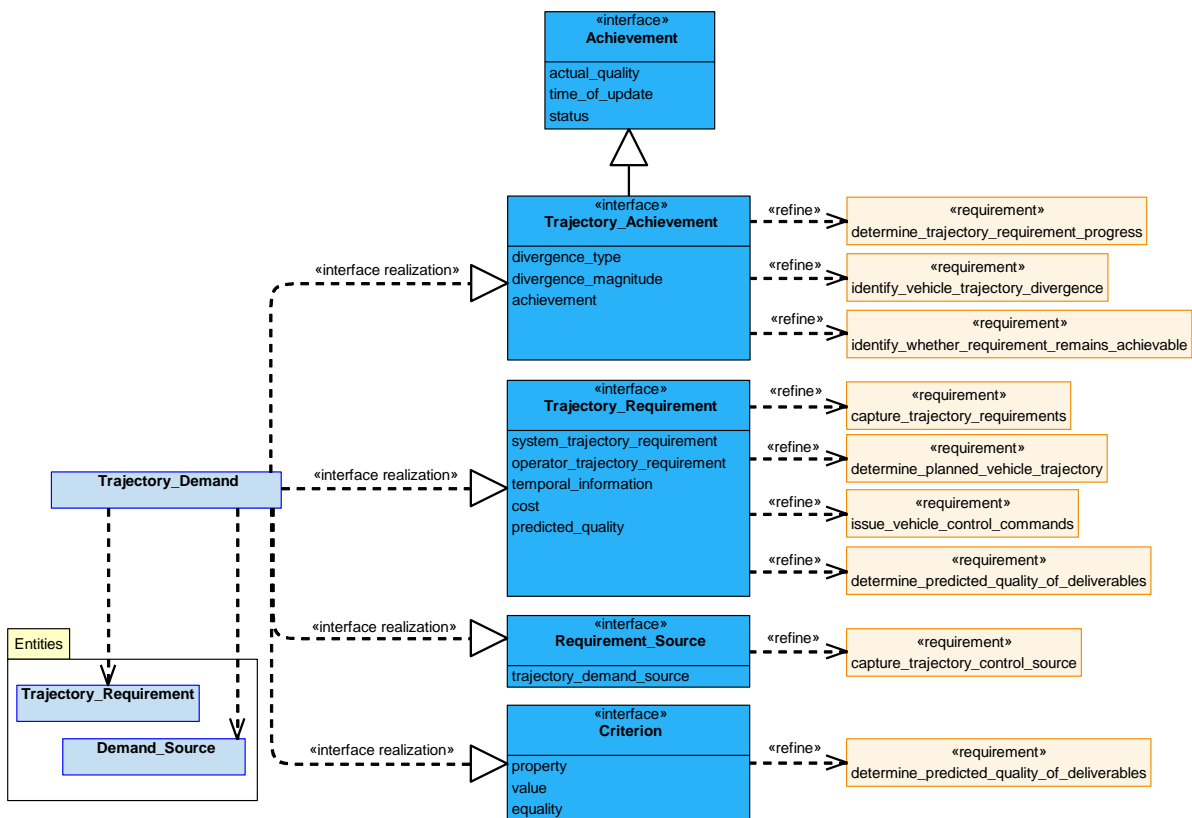 «interface»
Achievement
actual_quality
time_of_update
status
«interface»
Trajectory_Achievement
divergence_type
divergence_magnitude
achievement
«refine»
«requirement»
determine_trajectory_requirement_progress
«refine»
«requirement»
identify_vehicle_trajectory_divergence
«refine»
«requirement»
identify_whether_requirement_remains_achievable
«interface realization»
«interface»
Trajectory_Requirement
system_trajectory_requirement
operator_trajectory_requirement
temporal_information
cost
predicted_quality
«refine»
«requirement»
capture_trajectory_requirements
«refine»
«requirement»
determine_planned_vehicle_trajectory
«refine»
«requirement»
issue_vehicle_control_commands
«refine»
«requirement»
determine_predicted_quality_of_deliverables
Trajectory_Demand
«interface realization»
«interface realization»
«interface»
Requirement_Source
trajectory_demand_source
«refine»
«requirement»
capture_trajectory_control_source
Entities
Trajectory_Requirement
Demand_Source
«interface realization»
«interface»
Criterion
property
value
equality
«refine»
«requirement»
determine_predicted_quality_of_deliverables